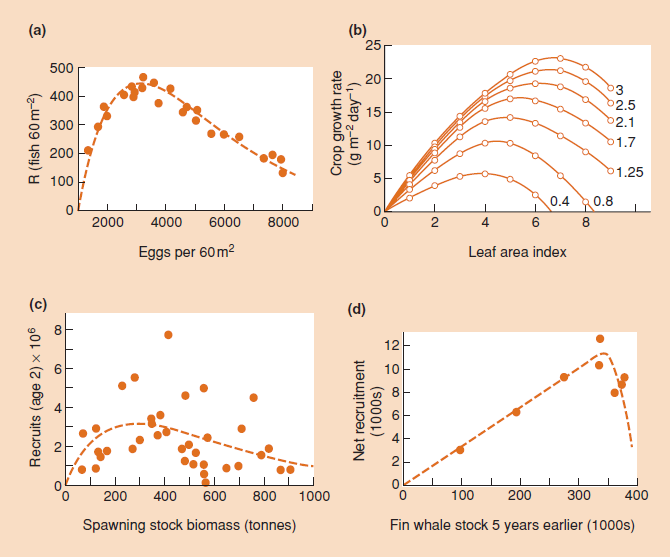 (a)
500
400
300
200
100
0
R (fish 60 m⁻²)
2000 4000 6000 8000
Eggs per 60 m²
(b)
25
20
15
10
5
0
Crop growth rate
(g m⁻² day⁻¹)
3
2.5
2.1
1.7
1.25
0.8
0.4
0 2 4 6 8
Leaf area index
(c)
8
6
4
2
0
Recruits (age 2) × 10⁶
0 200 400 600 800 1000
Spawning stock biomass (tonnes)
(d)
12
10
8
6
4
2
0
Net recruitment
(1000s)
0 100 200 300 400
Fin whale stock 5 years earlier (1000s)